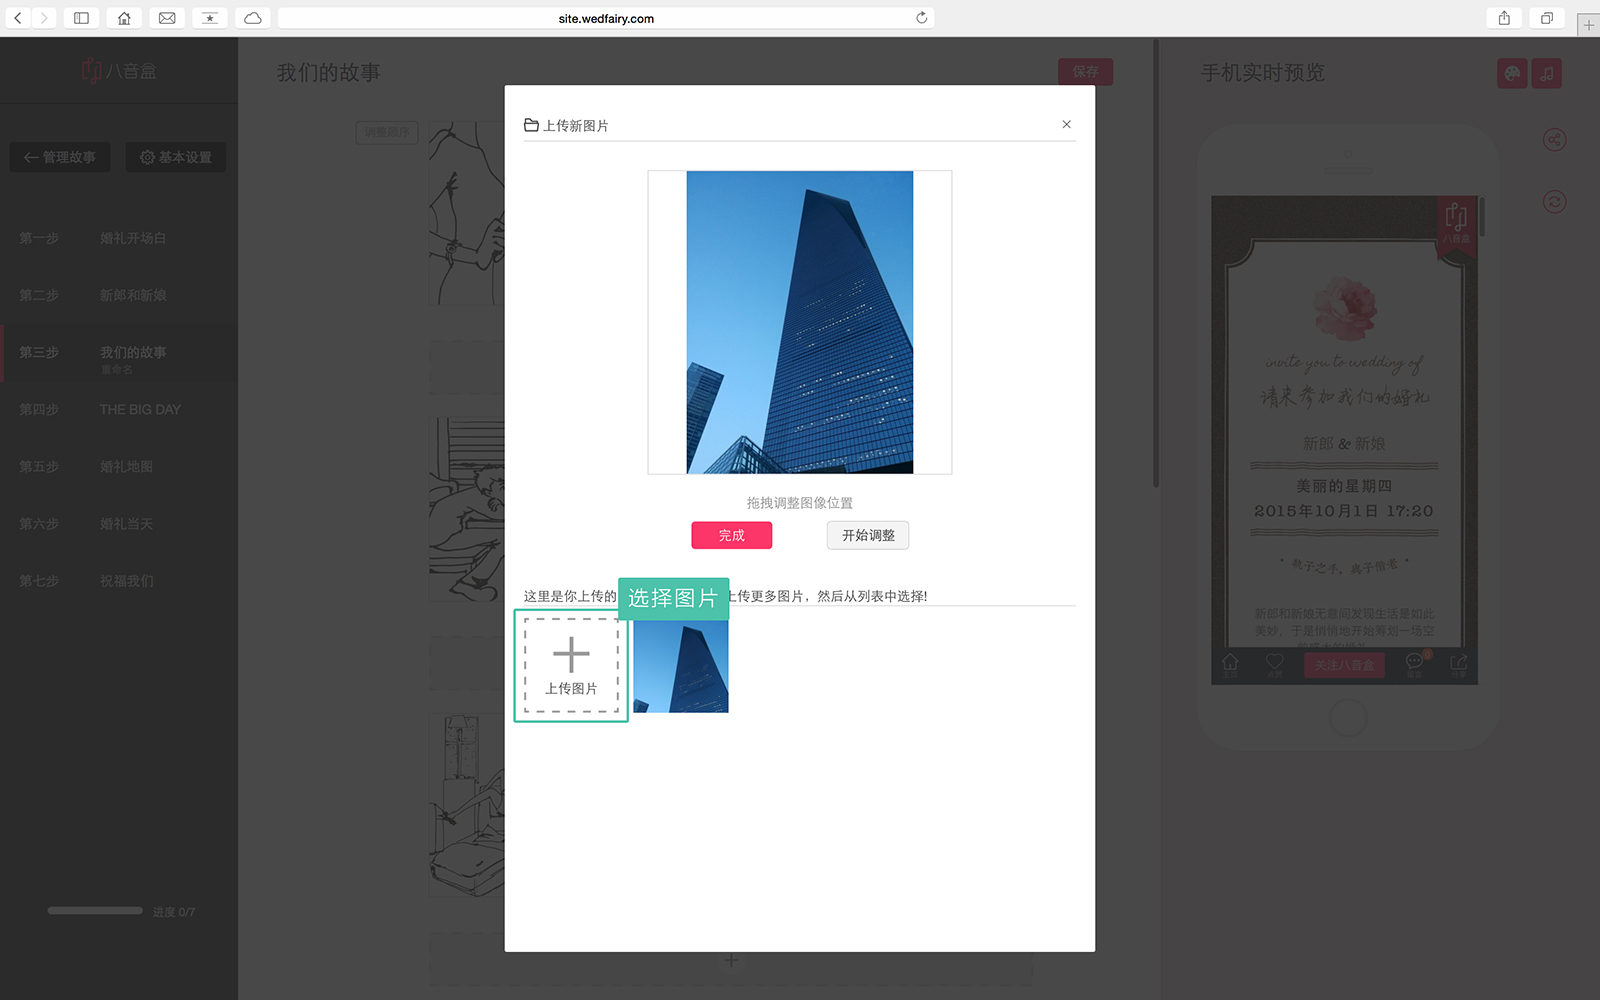 site.wedfairy.com
八音盒
我们的故事
保存
手机实时预览
管理故事
基本设置
调整顺序
第一步 婚礼开场白
第二步 新郎和新娘
第三步 我们的故事
重命名
第四步 THE BIG DAY
第五步 婚礼地图
第六步 婚礼当天
第七步 祝福我们
进度 0/7
上传新图片
拖拽调整图像位置
完成
开始调整
这里是你上传的
选择图片
上传更多图片，然后从列表中选择!
上传图片
八音盒
invite you to wedding of
请来参加我们的婚礼
新郎 & 新娘
美丽的星期四
2015年10月1日 17:20
执子之手，与子偕老
新郎和新娘无意间发现生活是如此
美妙，于是悄悄地开始筹划一场空
关注八音盒
0